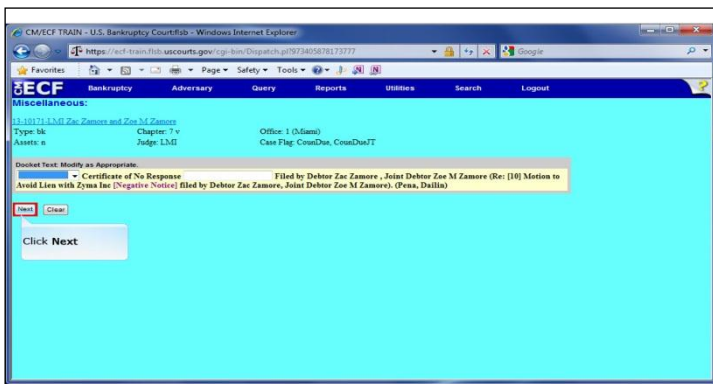 CM/ECF TRAIN - U.S. Bankruptcy Court:flsb - Windows Internet Explorer
https://ecf-train.flsb.uscourts.gov/cgi-bin/Dispatch.pl?973405878173777
Google
Favorites Page Safety Tools
ECF Bankruptcy Adversary Query Reports Utilities Search Logout ?
Miscellaneous:
13-10171-LMI Zac Zamore and Zoe M Zamore
Type: bk Chapter: 7 v Office: 1 (Miami)
Assets: n Judge: LMI Case Flag: CounDue, CounDueJT
Docket Text: Modify as Appropriate.
Certificate of No Response Filed by Debtor Zac Zamore , Joint Debtor Zoe M Zamore (Re: [10] Motion to
Avoid Lien with Zyma Inc [Negative Notice] filed by Debtor Zac Zamore, Joint Debtor Zoe M Zamore). (Pena, Dailin)
Next Clear
Click Next